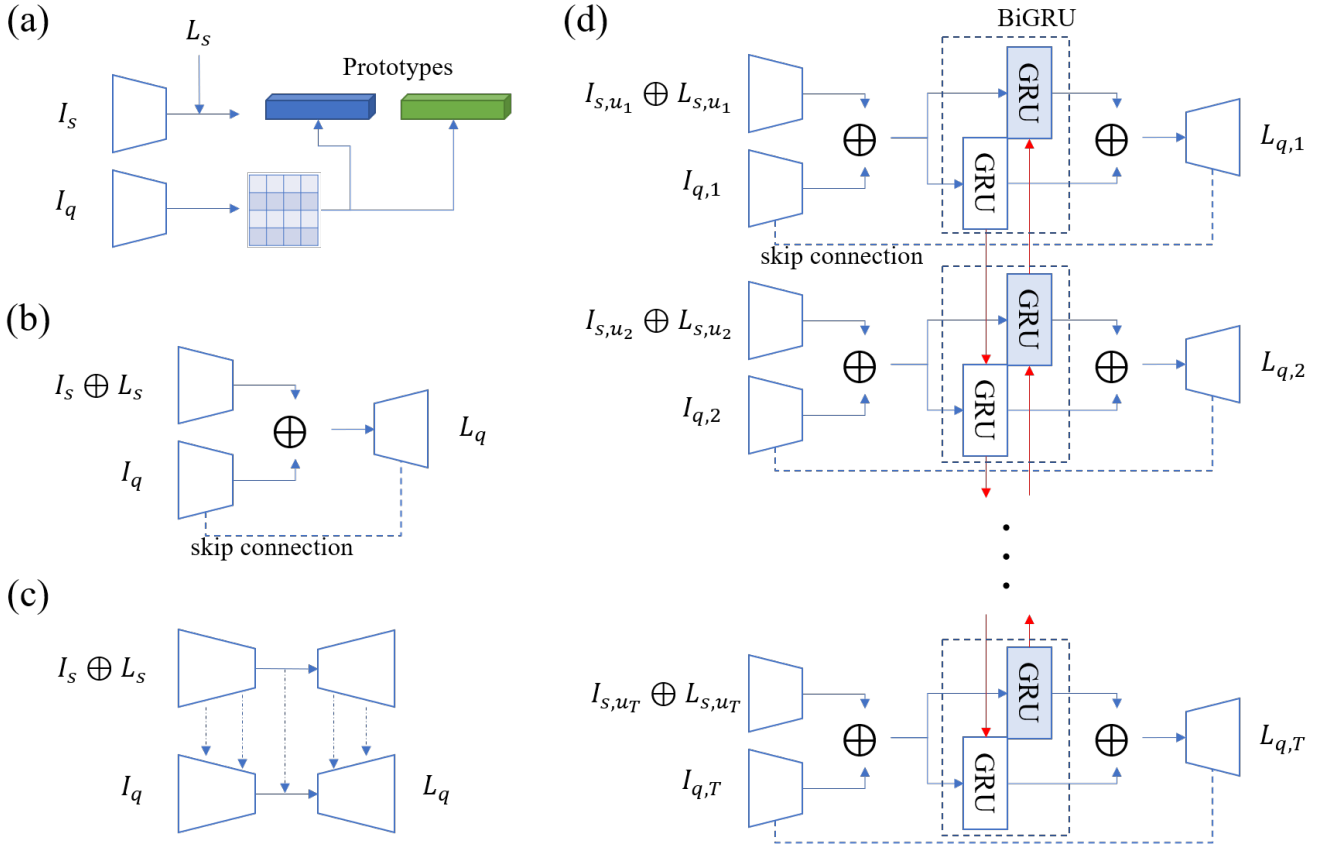 (a)
L_s
Prototypes
I_s
I_q
(b)
I_s ⊕ L_s
⊕
I_q
L_q
skip connection
(c)
I_s ⊕ L_s
I_q
L_q
(d)
BiGRU
I_{s,u_1} ⊕ L_{s,u_1}
GRU
⊕
⊕
L_{q,1}
I_{q,1}
GRU
skip connection
I_{s,u_2} ⊕ L_{s,u_2}
GRU
⊕
⊕
L_{q,2}
I_{q,2}
GRU
I_{s,u_T} ⊕ L_{s,u_T}
GRU
⊕
⊕
L_{q,T}
I_{q,T}
GRU